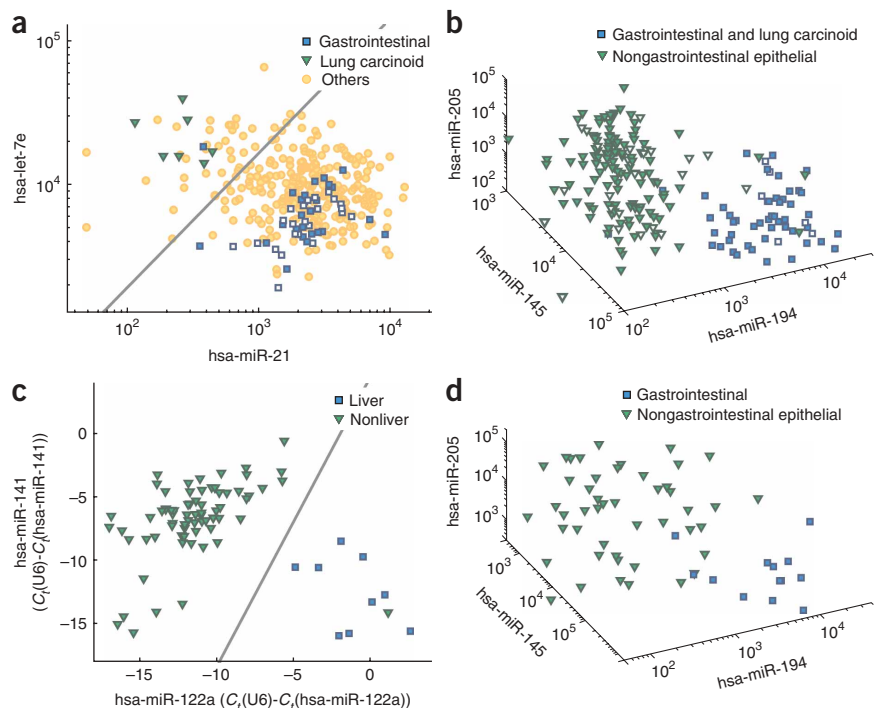 a
10^5
10^4
hsa-let-7e
Gastrointestinal
Lung carcinoid
Others
10^2
10^3
10^4
hsa-miR-21
b
Gastrointestinal and lung carcinoid
Nongastrointestinal epithelial
hsa-miR-205
10^5
10^4
10^3
10^2
10^3
10^4
10^5
hsa-miR-145
10^2
10^3
10^4
hsa-miR-194
c
Liver
Nonliver
0
−5
−10
−15
hsa-miR-141
(Ct(U6)-Ct(hsa-miR-141))
−15
−10
−5
0
hsa-miR-122a (Ct(U6)-Ct(hsa-miR-122a))
d
Gastrointestinal
Nongastrointestinal epithelial
hsa-miR-205
10^5
10^4
10^3
10^3
10^4
10^5
hsa-miR-145
10^2
10^3
10^4
hsa-miR-194